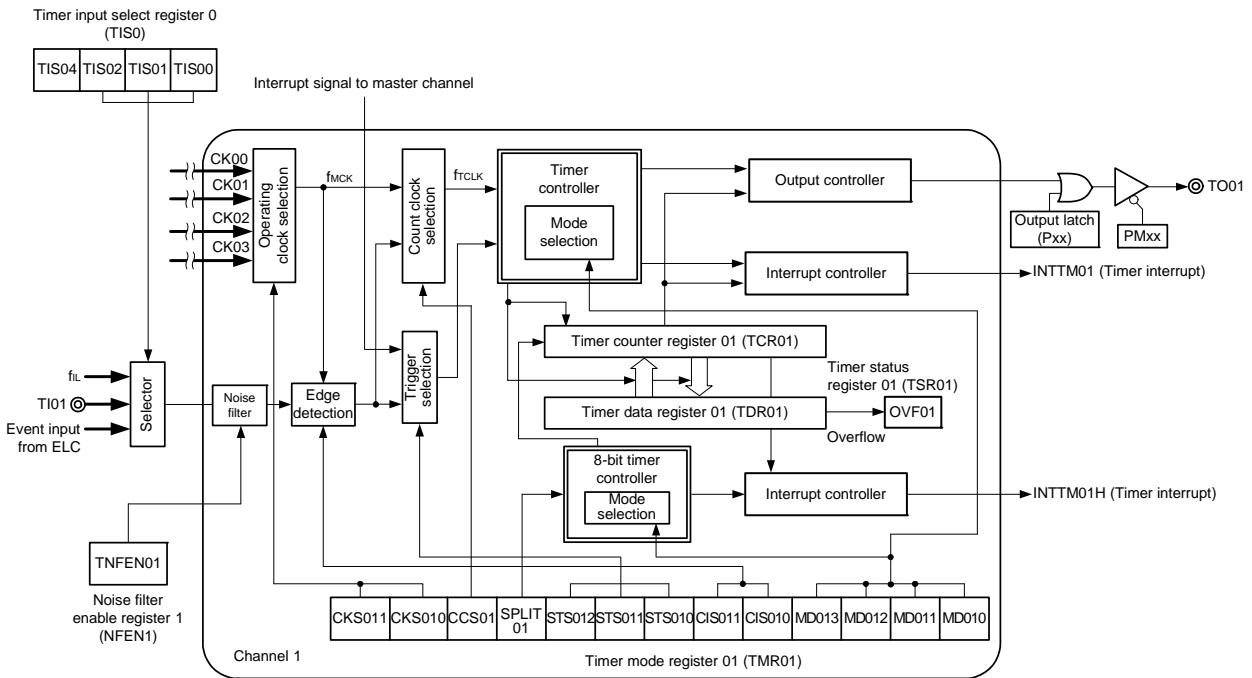 Timer input select register 0
(TIS0)
TIS04 TIS02 TIS01 TIS00
Interrupt signal to master channel
CK00
CK01
CK02
CK03
Operating
clock selection
fMCK
Count clock
selection
fTCLK
Timer
controller
Mode
selection
Output controller
Output latch
(Pxx)
PMxx
TO01
Interrupt controller
INTTM01 (Timer interrupt)
Timer counter register 01 (TCR01)
Timer status
register 01 (TSR01)
Timer data register 01 (TDR01)
OVF01
Overflow
fIL
TI01
Event input
from ELC
Selector
Noise
filter
Edge
detection
Trigger
selection
8-bit timer
controller
Mode
selection
Interrupt controller
INTTM01H (Timer interrupt)
TNFEN01
Noise filter
enable register 1
(NFEN1)
CKS011 CKS010 CCS01 SPLIT
01 STS012 STS011 STS010 CIS011 CIS010 MD013 MD012 MD011 MD010
Channel 1
Timer mode register 01 (TMR01)